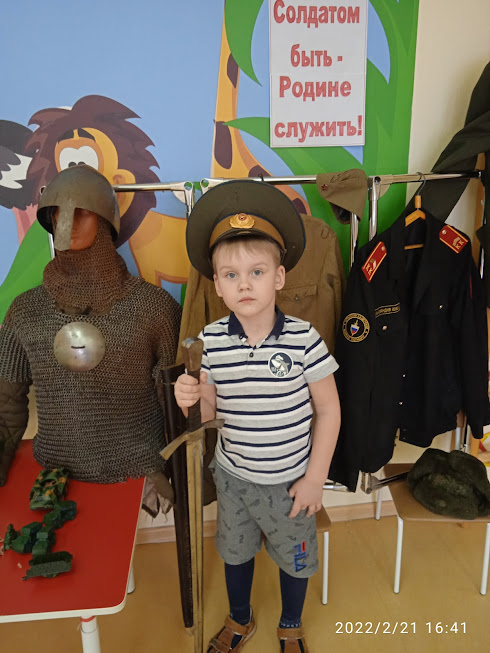 Солдатом
быть -
Родине
служить!
2022/2/21 16:41